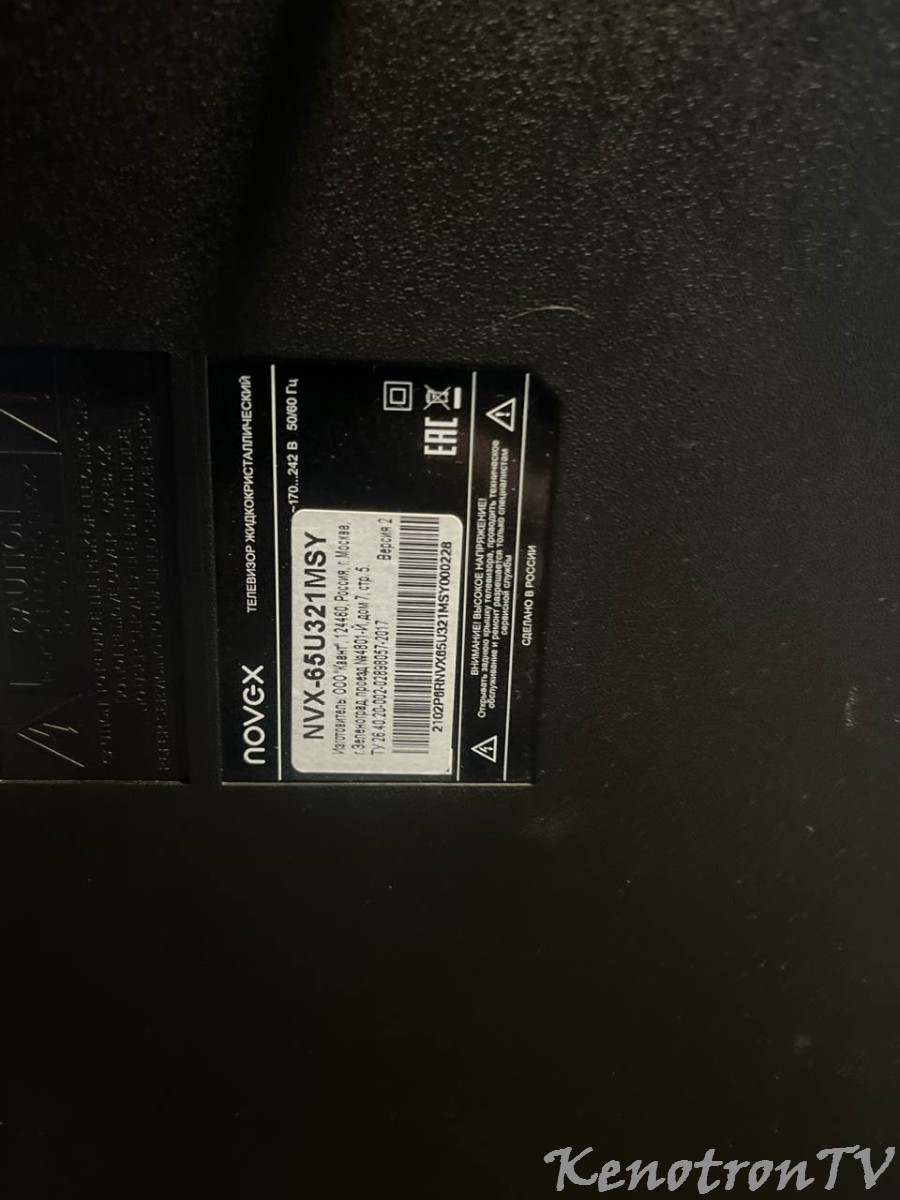 novex ТЕЛЕВИЗОР ЖИДКОКРИСТАЛЛИЧЕСКИЙ
~170...242 В 50/60 Гц
NVX-65U321MSY
Изготовитель: ООО "Квант", 124460, Россия, г. Москва,
г. Зеленоград, проезд №4801-Й, дом 7, стр. 5
ТУ 26.40.20-002-02898057-2017 Версия 2
2102P6RNVX65U321MSY000228
EAC
ВНИМАНИЕ! ВЫСОКОЕ НАПРЯЖЕНИЕ!
Открывать заднюю крышку телевизора, проводить техническое
обслуживание и ремонт разрешается только специалистам
сервисной службы
СДЕЛАНО В РОССИИ
CAUTION
KenotronTV